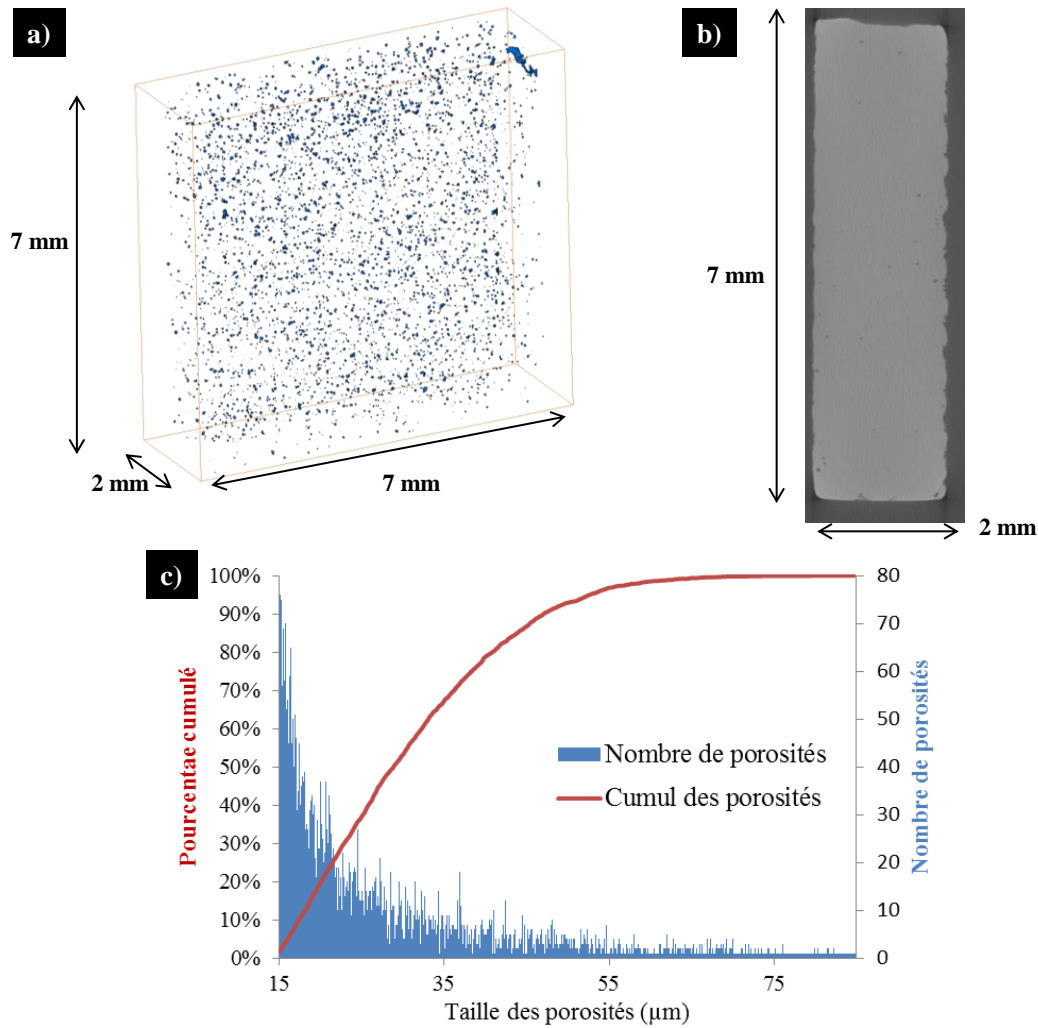 a)
7 mm
2 mm
7 mm
b)
7 mm
2 mm
c)
100%
90%
80%
70%
60%
50%
40%
30%
20%
10%
0%
Pourcentae cumulé
80
70
60
50
40
30
20
10
0
Nombre de porosités
Nombre de porosités
Cumul des porosités
15
35
55
75
Taille des porosités (µm)